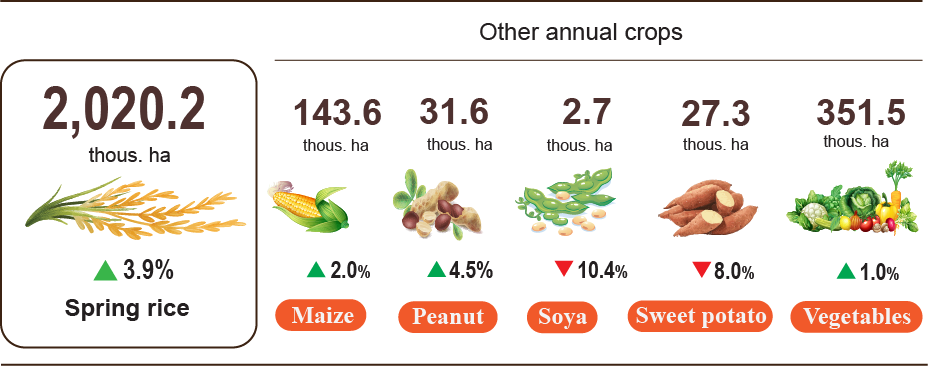 Other annual crops
2,020.2
thous. ha
▲ 3.9%
Spring rice
143.6
thous. ha
▲ 2.0%
Maize
31.6
thous. ha
▲ 4.5%
Peanut
2.7
thous. ha
▼ 10.4%
Soya
27.3
thous. ha
▼ 8.0%
Sweet potato
351.5
thous. ha
▲ 1.0%
Vegetables